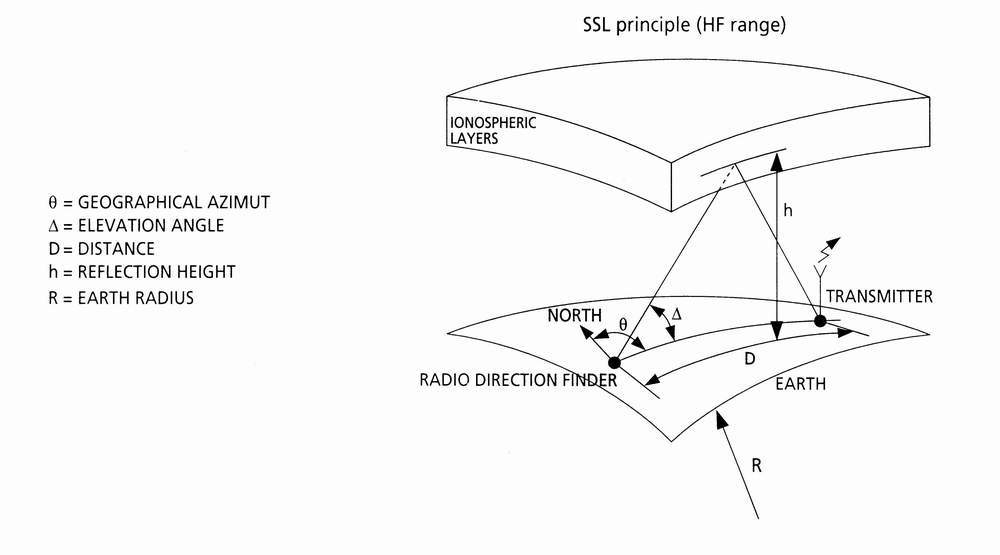 SSL principle (HF range)
IONOSPHERIC
LAYERS
θ = GEOGRAPHICAL AZIMUT
Δ = ELEVATION ANGLE
D = DISTANCE
h = REFLECTION HEIGHT
R = EARTH RADIUS
h
TRANSMITTER
NORTH
θ
Δ
D
RADIO DIRECTION FINDER
EARTH
R